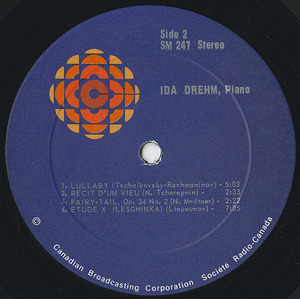 Side 2
SM 247 Stereo
IDA DREHM, Piano
1. LULLABY (Tschaikovsky-Rachmaninov) - 5:03
2. RECIT D'UN VIEU (N. Tcherepnin) - 2:33
3. FAIRY-TAIL, Op. 34 No. 2 (N. Medtner) - 2:22
4. ETUDE X (LESGHINKA) (Liapounov) - 7:05
© Canadian Broadcasting Corporation Société Radio-Canada